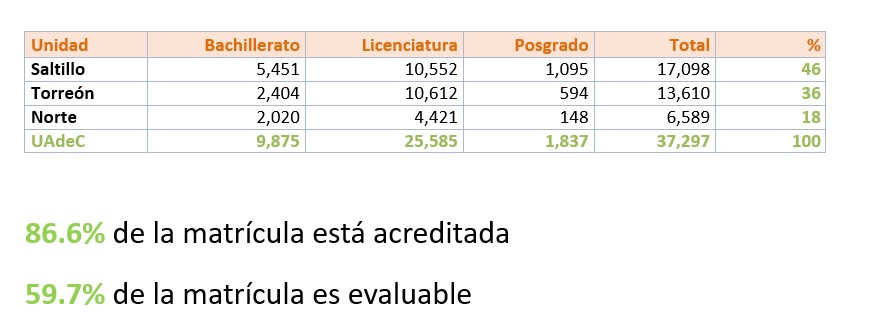 Unidad Bachillerato Licenciatura Posgrado Total %
Saltillo 5,451 10,552 1,095 17,098 46
Torreón 2,404 10,612 594 13,610 36
Norte 2,020 4,421 148 6,589 18
UAdeC 9,875 25,585 1,837 37,297 100
86.6% de la matrícula está acreditada
59.7% de la matrícula es evaluable